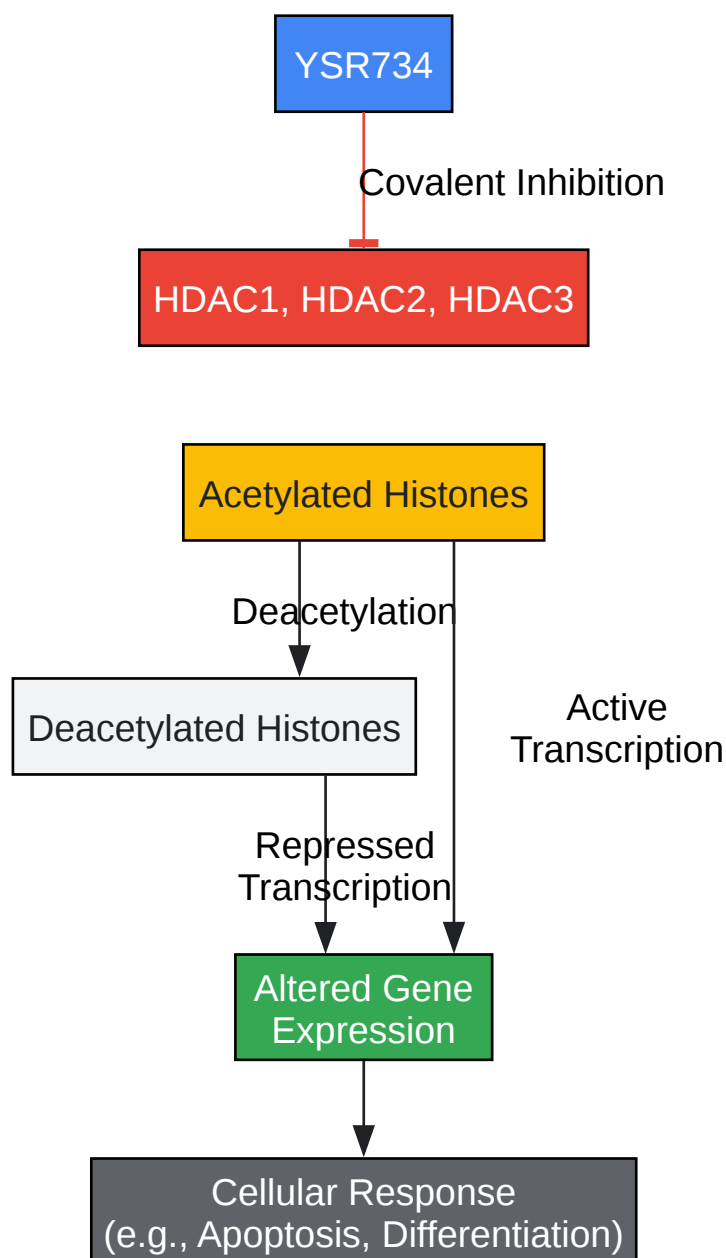 YSR734
Covalent Inhibition
HDAC1, HDAC2, HDAC3
Acetylated Histones
Deacetylation
Deacetylated Histones
Active
Transcription
Repressed
Transcription
Altered Gene
Expression
Cellular Response
(e.g., Apoptosis, Differentiation)